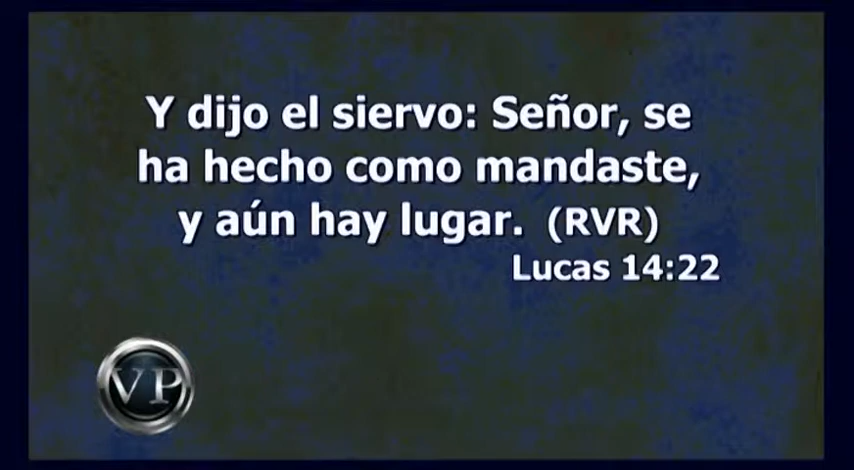 Y dijo el siervo: Señor, se
ha hecho como mandaste,
y aún hay lugar. (RVR)
Lucas 14:22
VP